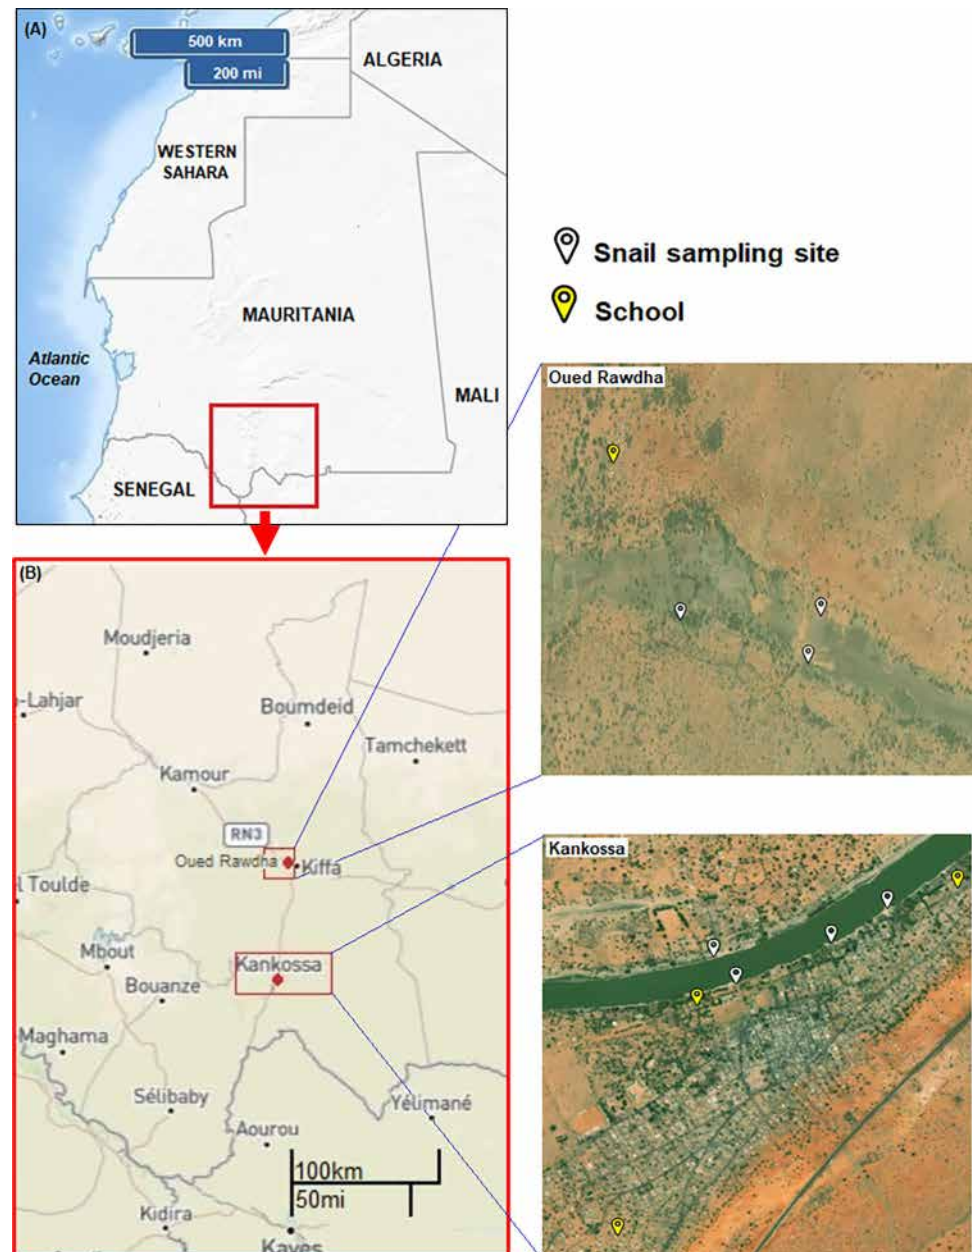 (A)
500 km
200 mi
ALGERIA
WESTERN
SAHARA
MAURITANIA
Atlantic
Ocean
MALI
SENEGAL
Snail sampling site
School
Oued Rawdha
(B)
Moudjeria
-Lahjar
Boumdeid
Tamchekett
Kamour
RN3
Oued Rawdha
Kiffa
l Toulde
Kankossa
Mbout
Bouanze
Maghama
Sélibaby
Yélimané
Aourou
100km
50mi
Kidira
Kayes
Kankossa